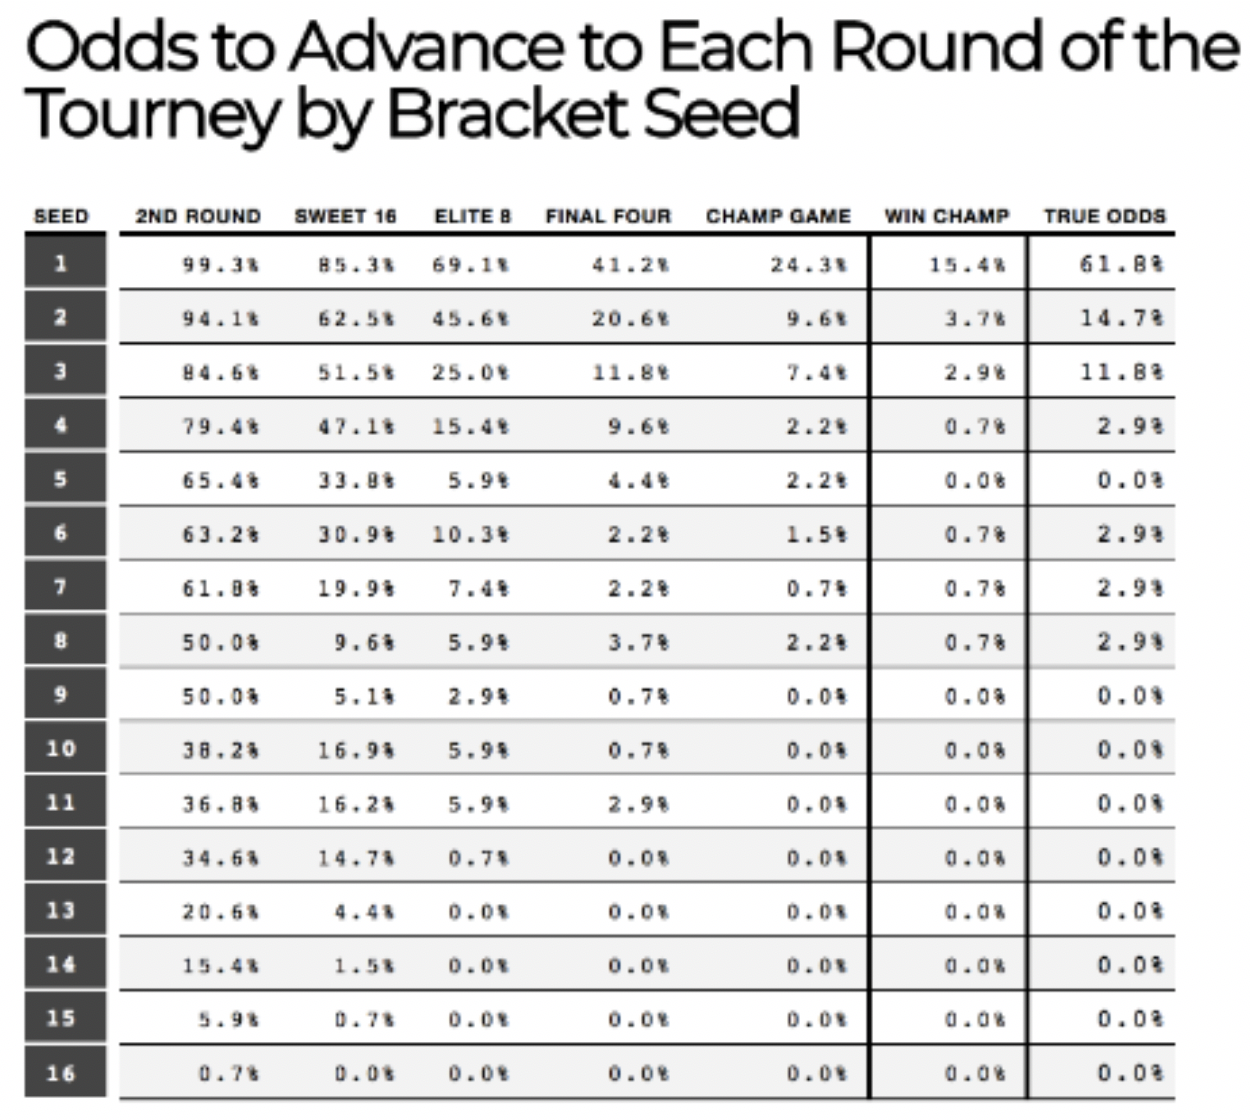 Odds to Advance to Each Round of the
Tourney by Bracket Seed
SEED 2ND ROUND SWEET 16 ELITE 8 FINAL FOUR CHAMP GAME WIN CHAMP TRUE ODDS
1 99.3% 85.3% 69.1% 41.2% 24.3% 15.4% 61.8%
2 94.1% 62.5% 45.6% 20.6% 9.6% 3.7% 14.7%
3 84.6% 51.5% 25.0% 11.8% 7.4% 2.9% 11.8%
4 79.4% 47.1% 15.4% 9.6% 2.2% 0.7% 2.9%
5 65.4% 33.8% 5.9% 4.4% 2.2% 0.0% 0.0%
6 63.2% 30.9% 10.3% 2.2% 1.5% 0.7% 2.9%
7 61.8% 19.9% 7.4% 2.2% 0.7% 0.7% 2.9%
8 50.0% 9.6% 5.9% 3.7% 2.2% 0.7% 2.9%
9 50.0% 5.1% 2.9% 0.7% 0.0% 0.0% 0.0%
10 38.2% 16.9% 5.9% 0.7% 0.0% 0.0% 0.0%
11 36.8% 16.2% 5.9% 2.9% 0.0% 0.0% 0.0%
12 34.6% 14.7% 0.7% 0.0% 0.0% 0.0% 0.0%
13 20.6% 4.4% 0.0% 0.0% 0.0% 0.0% 0.0%
14 15.4% 1.5% 0.0% 0.0% 0.0% 0.0% 0.0%
15 5.9% 0.7% 0.0% 0.0% 0.0% 0.0% 0.0%
16 0.7% 0.0% 0.0% 0.0% 0.0% 0.0% 0.0%